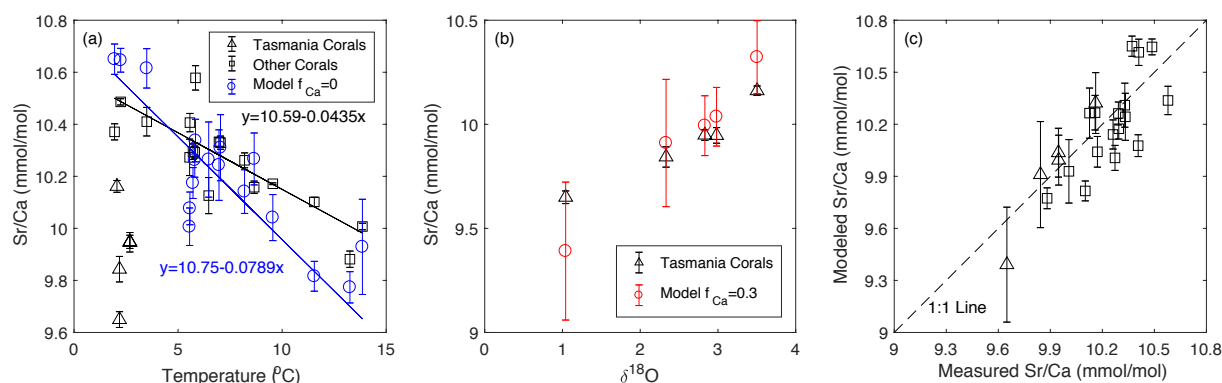 (a)
Tasmania Corals
Other Corals
Model f_Ca=0
y=10.59-0.0435x
y=10.75-0.0789x
Sr/Ca (mmol/mol)
10.8
10.6
10.4
10.2
10
9.8
9.6
0
5
10
15
Temperature (ºC)
(b)
Tasmania Corals
Model f_Ca=0.3
Sr/Ca (mmol/mol)
10.5
10
9.5
9
0
1
2
3
4
δ¹⁸O
(c)
1:1 Line
Modeled Sr/Ca (mmol/mol)
10.8
10.5
10.2
9.9
9.6
9.3
9
9
9.3
9.6
9.9
10.2
10.5
10.8
Measured Sr/Ca (mmol/mol)